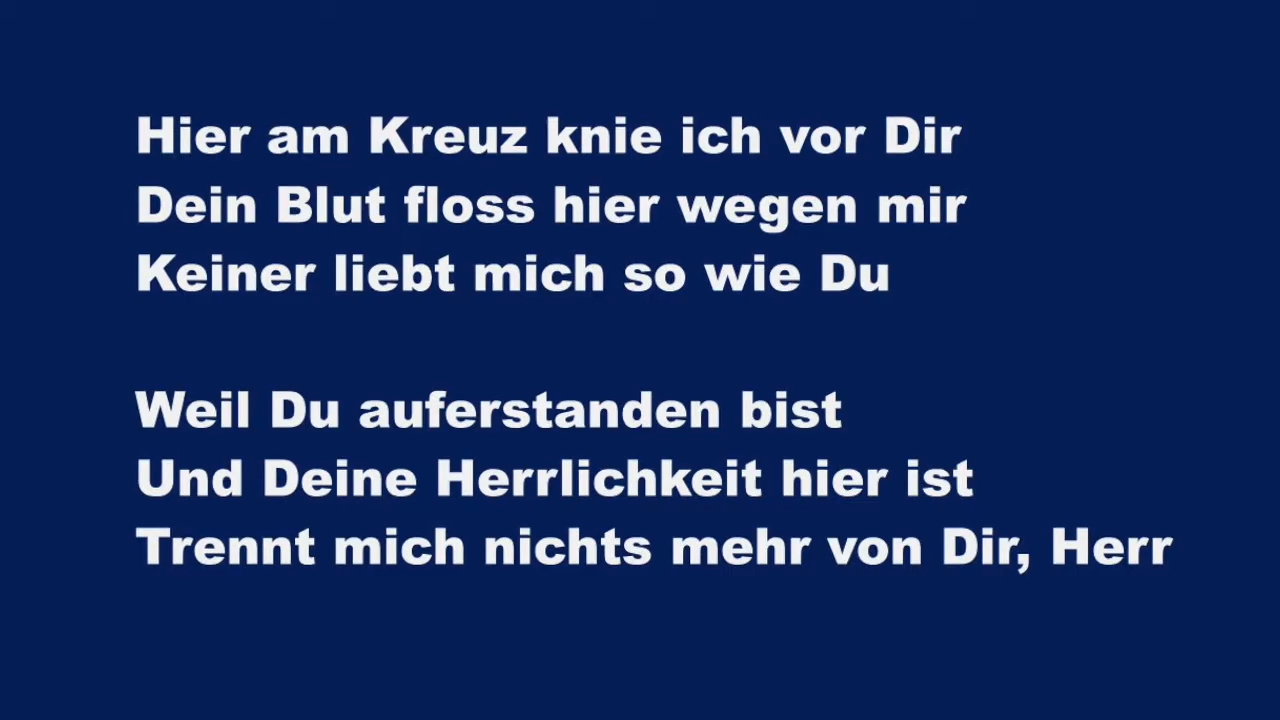 Hier am Kreuz knie ich vor Dir
Dein Blut floss hier wegen mir
Keiner liebt mich so wie Du
Weil Du auferstanden bist
Und Deine Herrlichkeit hier ist
Trennt mich nichts mehr von Dir, Herr